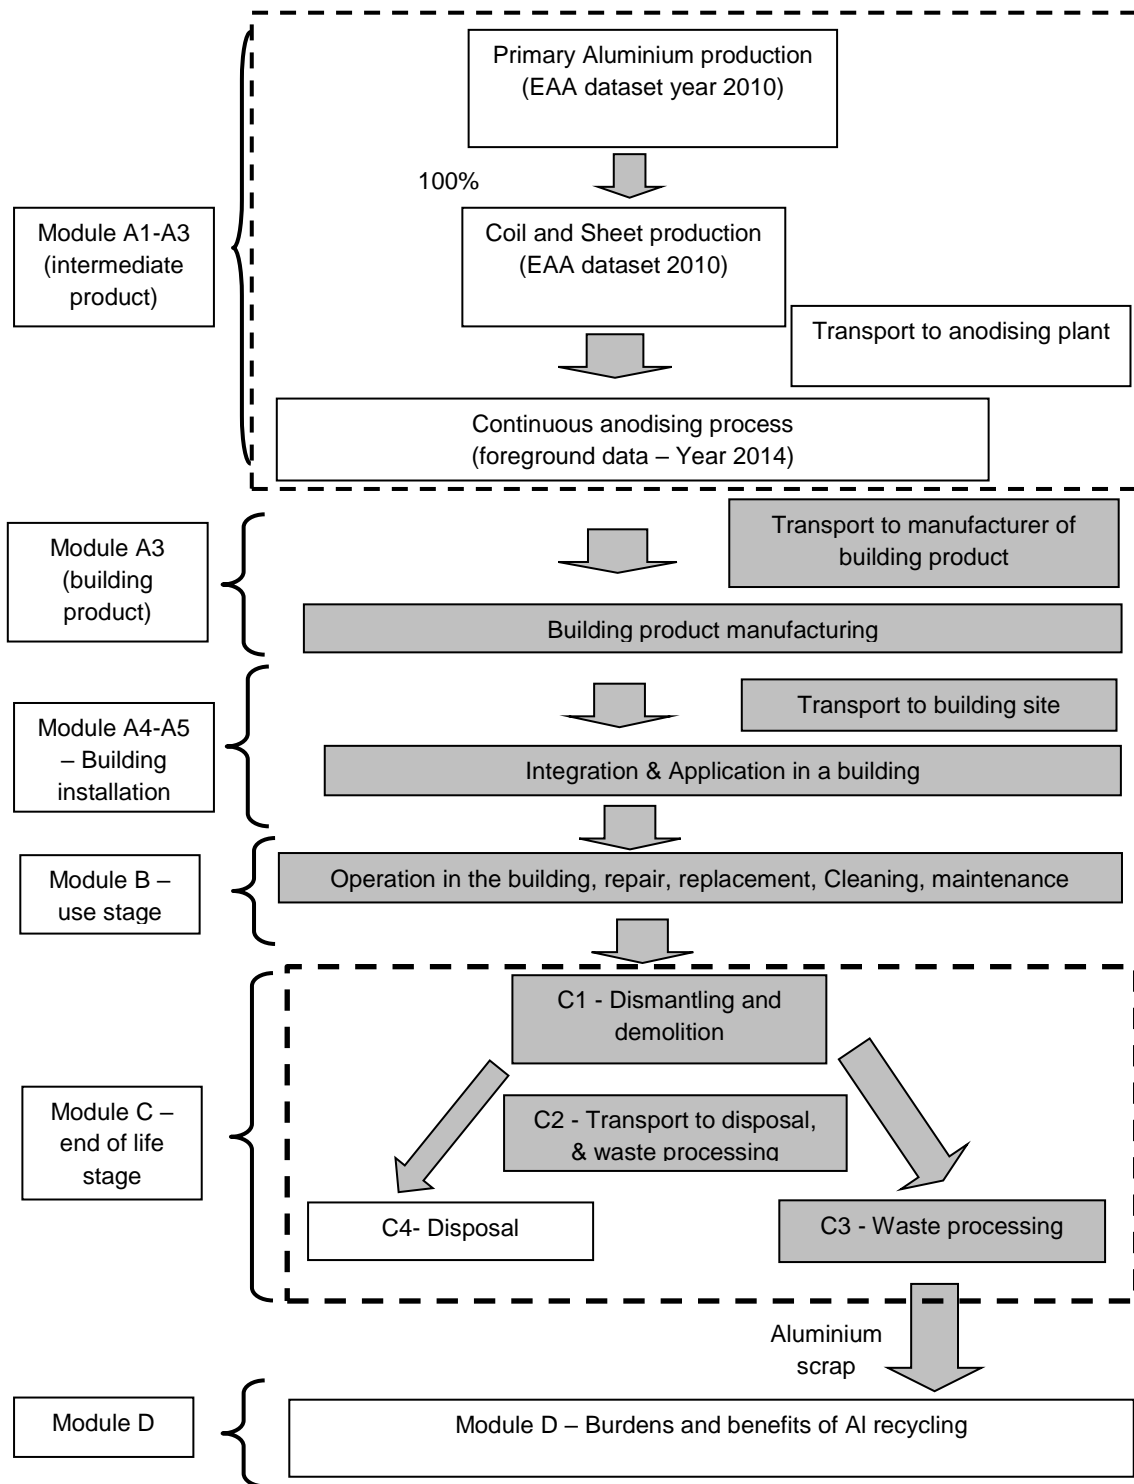 Primary Aluminium production
(EAA dataset year 2010)
100%
Module A1-A3
(intermediate
product)
Coil and Sheet production
(EAA dataset 2010)
Transport to anodising plant
Continuous anodising process
(foreground data – Year 2014)
Module A3
(building
product)
Transport to manufacturer of
building product
Building product manufacturing
Module A4-A5
– Building
installation
Transport to building site
Integration & Application in a building
Module B –
use stage
Operation in the building, repair, replacement, Cleaning, maintenance
Module C –
end of life
stage
C1 - Dismantling and
demolition
C2 - Transport to disposal,
& waste processing
C4- Disposal
C3 - Waste processing
Aluminium
scrap
Module D
Module D – Burdens and benefits of Al recycling